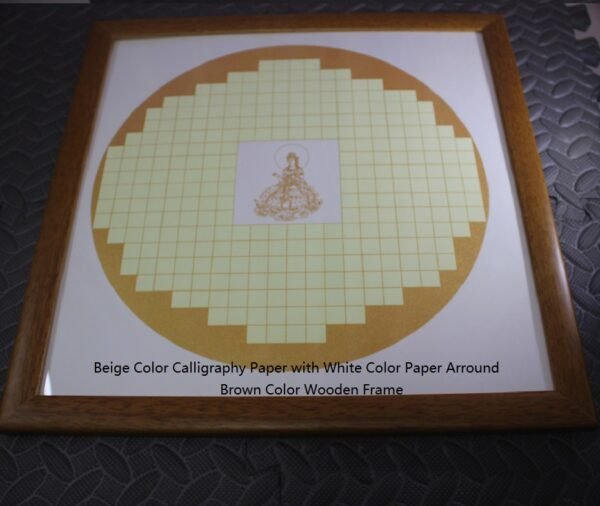 Beige Color Calligraphy Paper with White Color Paper Arround
Brown Color Wooden Frame